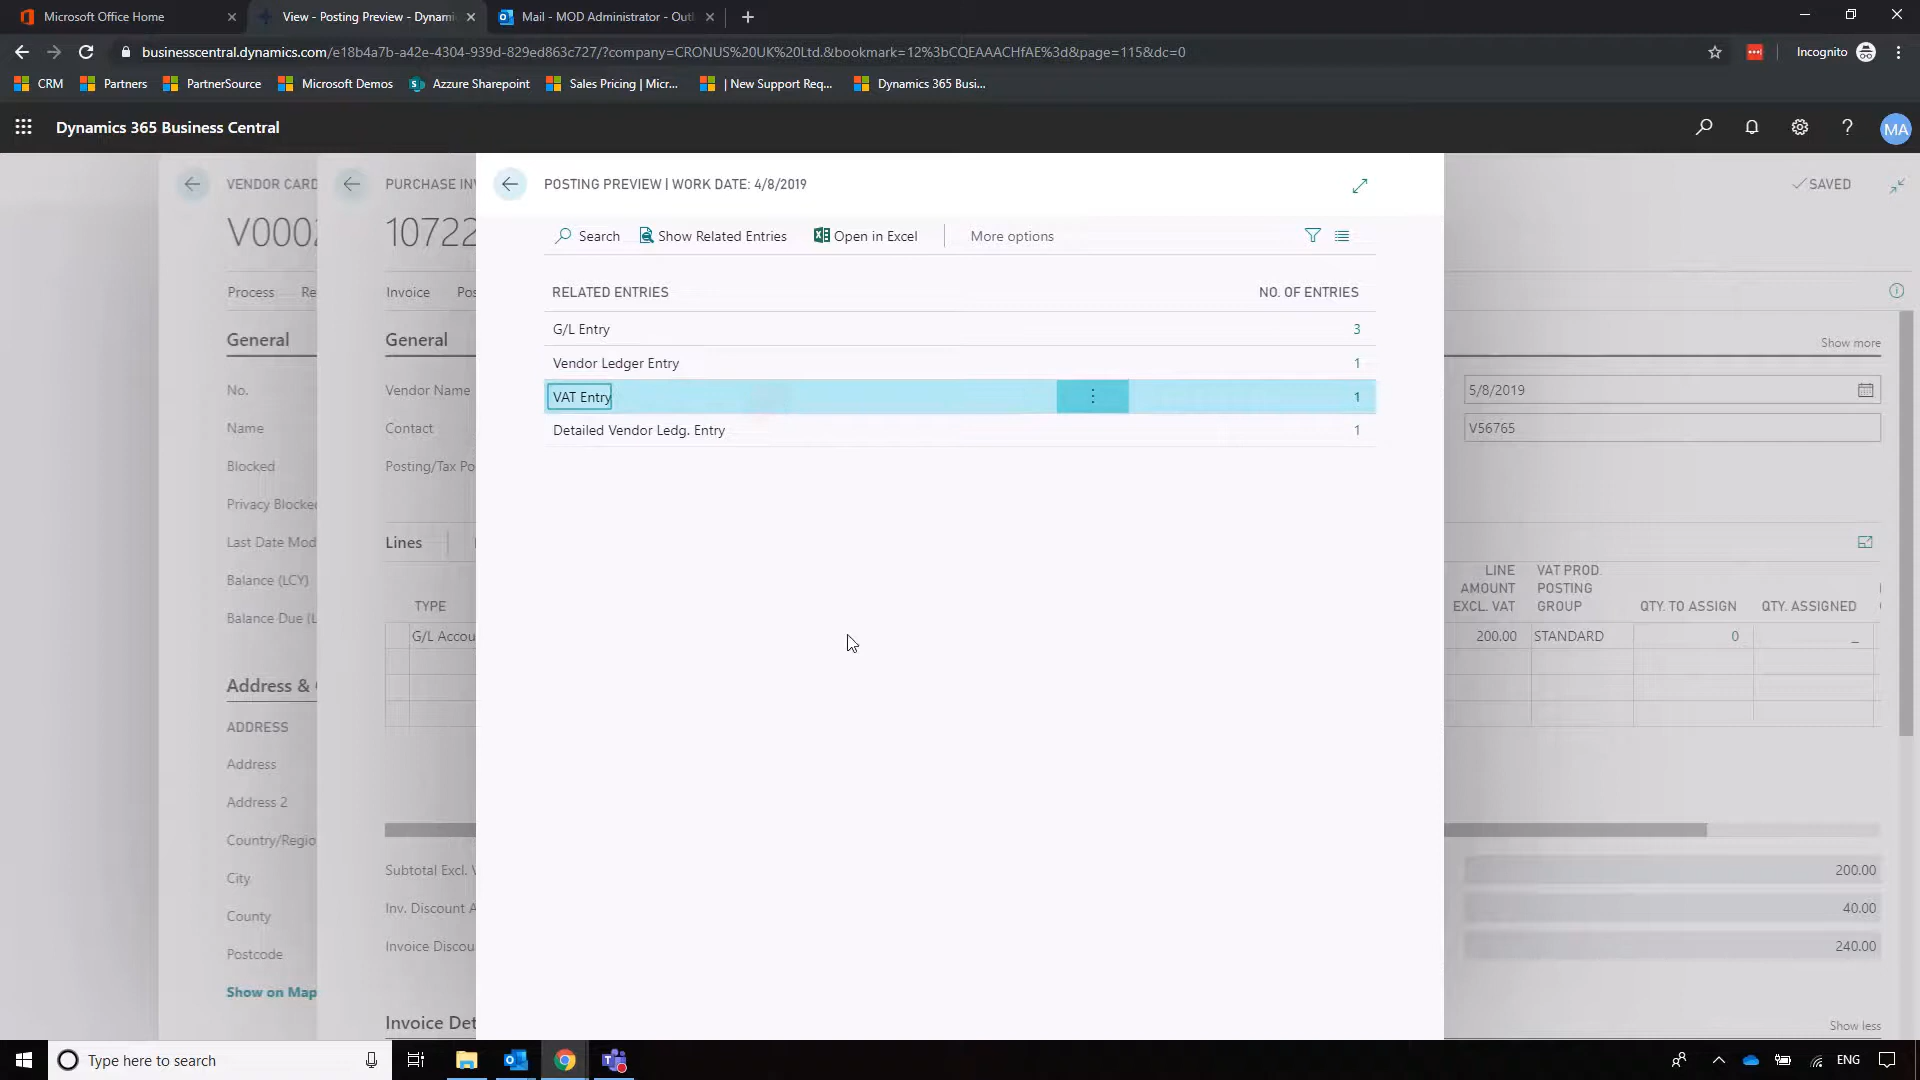 Microsoft Office Home
View - Posting Preview - Dynami
Mail - MOD Administrator - Outl
businesscentral.dynamics.com/e18b4a7b-a42e-4304-939d-829ed863c727/?company=CRONUS%20UK%20Ltd.&bookmark=12%3bCQEAAACHfAE%3d&page=115&dc=0
Incognito
CRM
Partners
PartnerSource
Microsoft Demos
Azzure Sharepoint
Sales Pricing | Micr...
| New Support Req...
Dynamics 365 Busi...
Dynamics 365 Business Central
MA
VENDOR CARD
PURCHASE INV
POSTING PREVIEW | WORK DATE: 4/8/2019
SAVED
V0002
10722
Search
Show Related Entries
Open in Excel
More options
Process
Re
Invoice
Pos
RELATED ENTRIES
NO. OF ENTRIES
General
General
G/L Entry
3
Show more
Vendor Ledger Entry
1
No.
Vendor Name
VAT Entry
1
5/8/2019
Name
Contact
Detailed Vendor Ledg. Entry
1
V56765
Blocked
Posting/Tax Po
Privacy Blocked
Last Date Mod
Lines
Balance (LCY)
Balance Due (L
TYPE
LINE AMOUNT EXCL. VAT
VAT PROD. POSTING GROUP
QTY. TO ASSIGN
QTY. ASSIGNED
G/L Accou
200.00
STANDARD
0
_
Address &
ADDRESS
Address
Address 2
Country/Regio
City
Subtotal Excl. V
200.00
County
Inv. Discount A
40.00
Postcode
Invoice Discou
240.00
Show on Map
Invoice Det
Show less
Type here to search
ENG